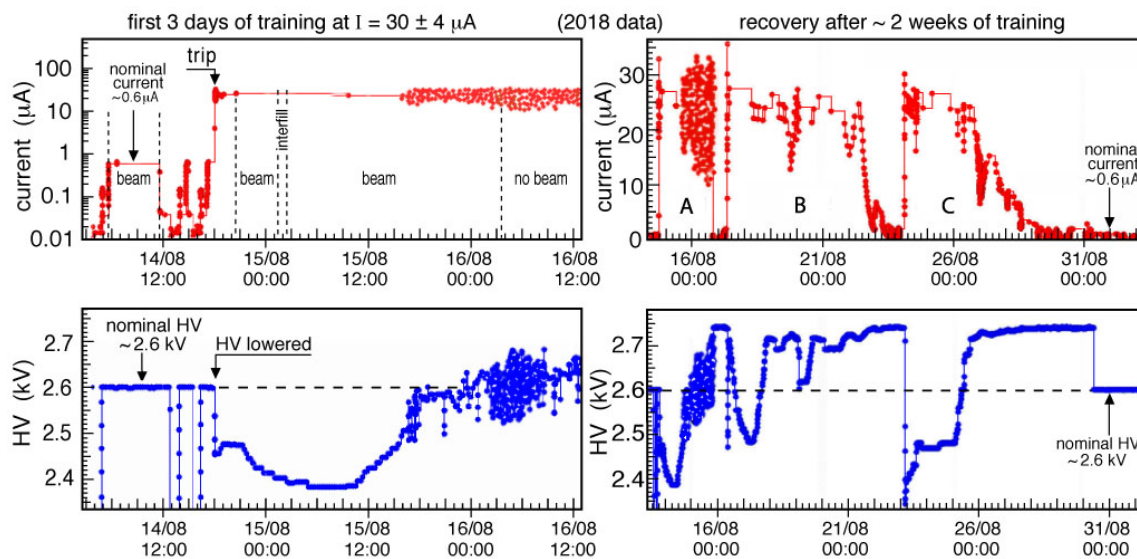 first 3 days of training at I = 30 ± 4 μA
(2018 data)
recovery after ~ 2 weeks of training
current (μA)
100
10
1
0.1
0.01
nominal
current
~0.6μA
trip
beam
beam
interfill
beam
no beam
14/08
12:00
15/08
00:00
15/08
12:00
16/08
00:00
16/08
12:00
current (μA)
30
20
10
0
A
B
C
nominal
current
~0.6μA
16/08
00:00
21/08
00:00
26/08
00:00
31/08
00:00
HV (kV)
2.7
2.6
2.5
2.4
nominal HV
~2.6 kV
HV lowered
14/08
12:00
15/08
00:00
15/08
12:00
16/08
00:00
16/08
12:00
HV (kV)
2.7
2.6
2.5
2.4
nominal HV
~2.6 kV
16/08
00:00
21/08
00:00
26/08
00:00
31/08
00:00